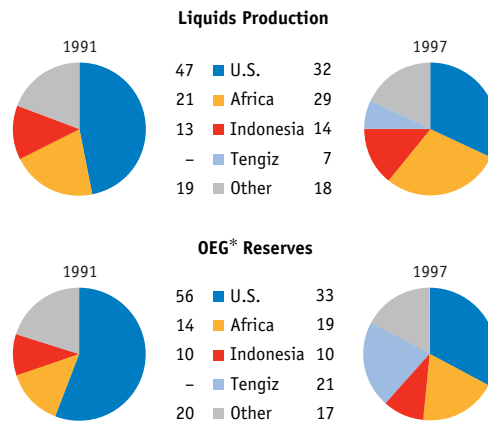 Liquids Production
1991 1997
47 U.S. 32
21 Africa 29
13 Indonesia 14
– Tengiz 7
19 Other 18
OEG* Reserves
1991 1997
56 U.S. 33
14 Africa 19
10 Indonesia 10
– Tengiz 21
20 Other 17